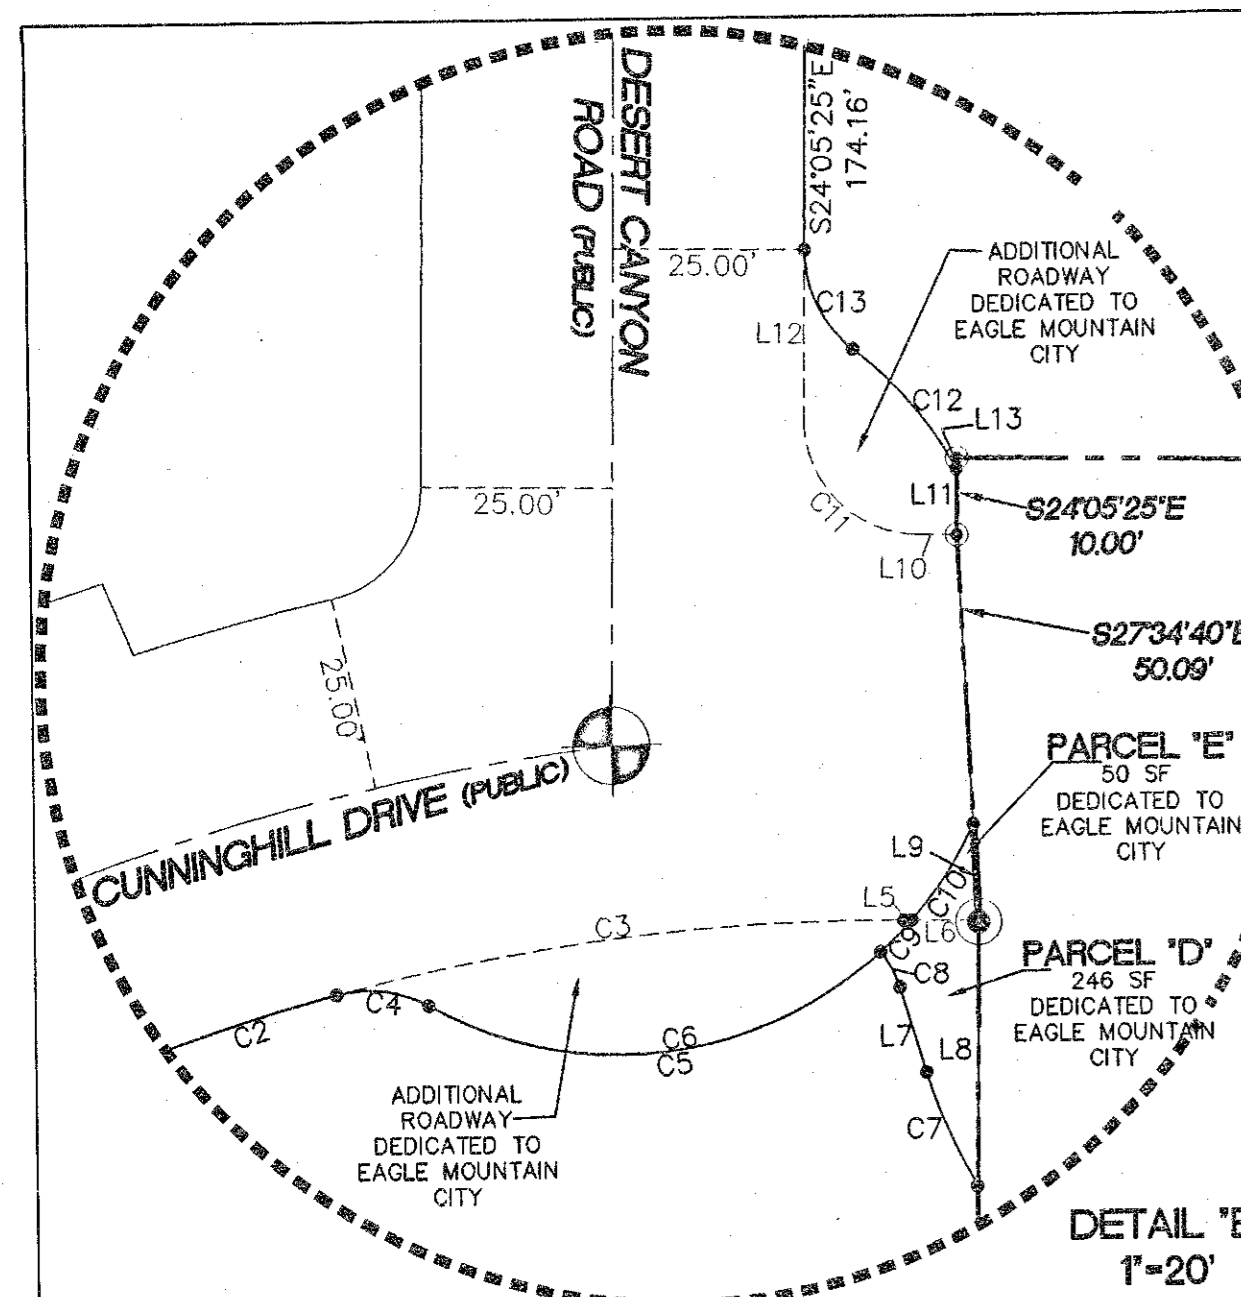 DESERT CANYON
ROAD (PUBLIC)
S24°05'25"E
174.16'
25.00'
C13
L12
ADDITIONAL
ROADWAY
DEDICATED TO
EAGLE MOUNTAIN
CITY
C12
L13
L11
S24°05'25"E
10.00'
25.00'
C11
L10
S27°34'40"E
50.09'
25.00'
PARCEL "E"
50 SF
DEDICATED TO
EAGLE MOUNTAIN
CITY
CUNNINGHILL DRIVE (PUBLIC)
L9
C10
L5
L6
C3
C9
C8
PARCEL "D"
246 SF
DEDICATED TO
EAGLE MOUNTAIN
CITY
C4
C2
C6
C5
L7
L8
C7
ADDITIONAL
ROADWAY
DEDICATED TO
EAGLE MOUNTAIN
CITY
DETAIL
1"=20'